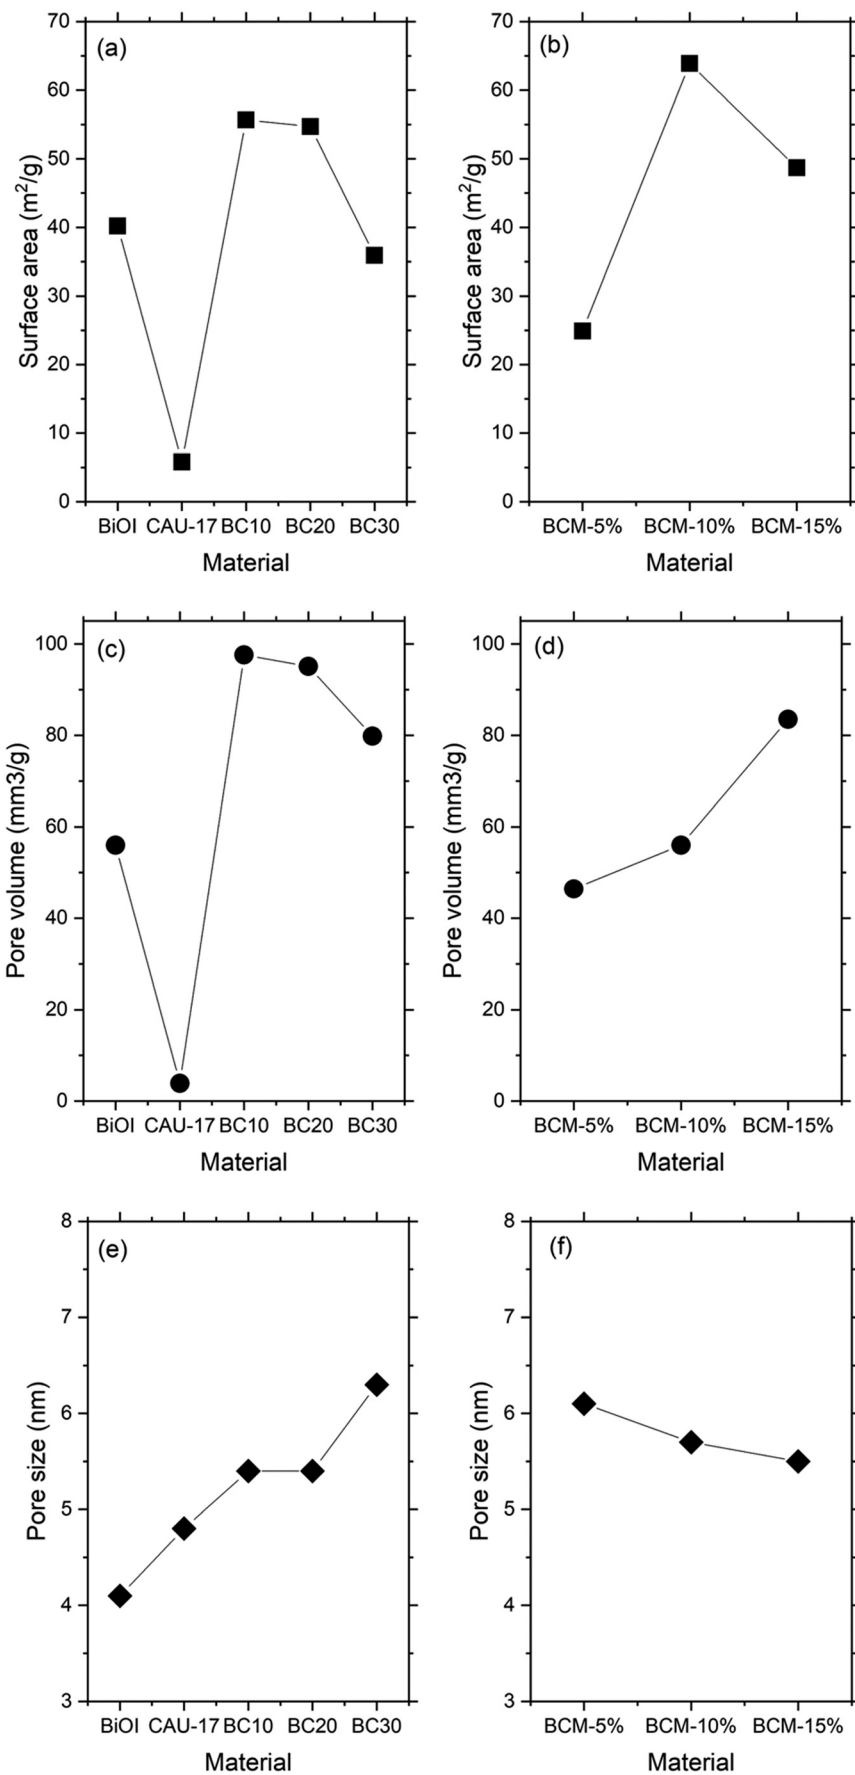 (a)
70
60
50
40
30
20
10
0
Surface area (m²/g)
BiOI CAU-17 BC10 BC20 BC30
Material
(b)
70
60
50
40
30
20
10
0
Surface area (m²/g)
BCM-5% BCM-10% BCM-15%
Material
(c)
100
80
60
40
20
0
Pore volume (mm3/g)
BiOI CAU-17 BC10 BC20 BC30
Material
(d)
100
80
60
40
20
0
Pore volume (mm3/g)
BCM-5% BCM-10% BCM-15%
Material
(e)
8
7
6
5
4
3
Pore size (nm)
BiOI CAU-17 BC10 BC20 BC30
Material
(f)
8
7
6
5
4
3
Pore size (nm)
BCM-5% BCM-10% BCM-15%
Material